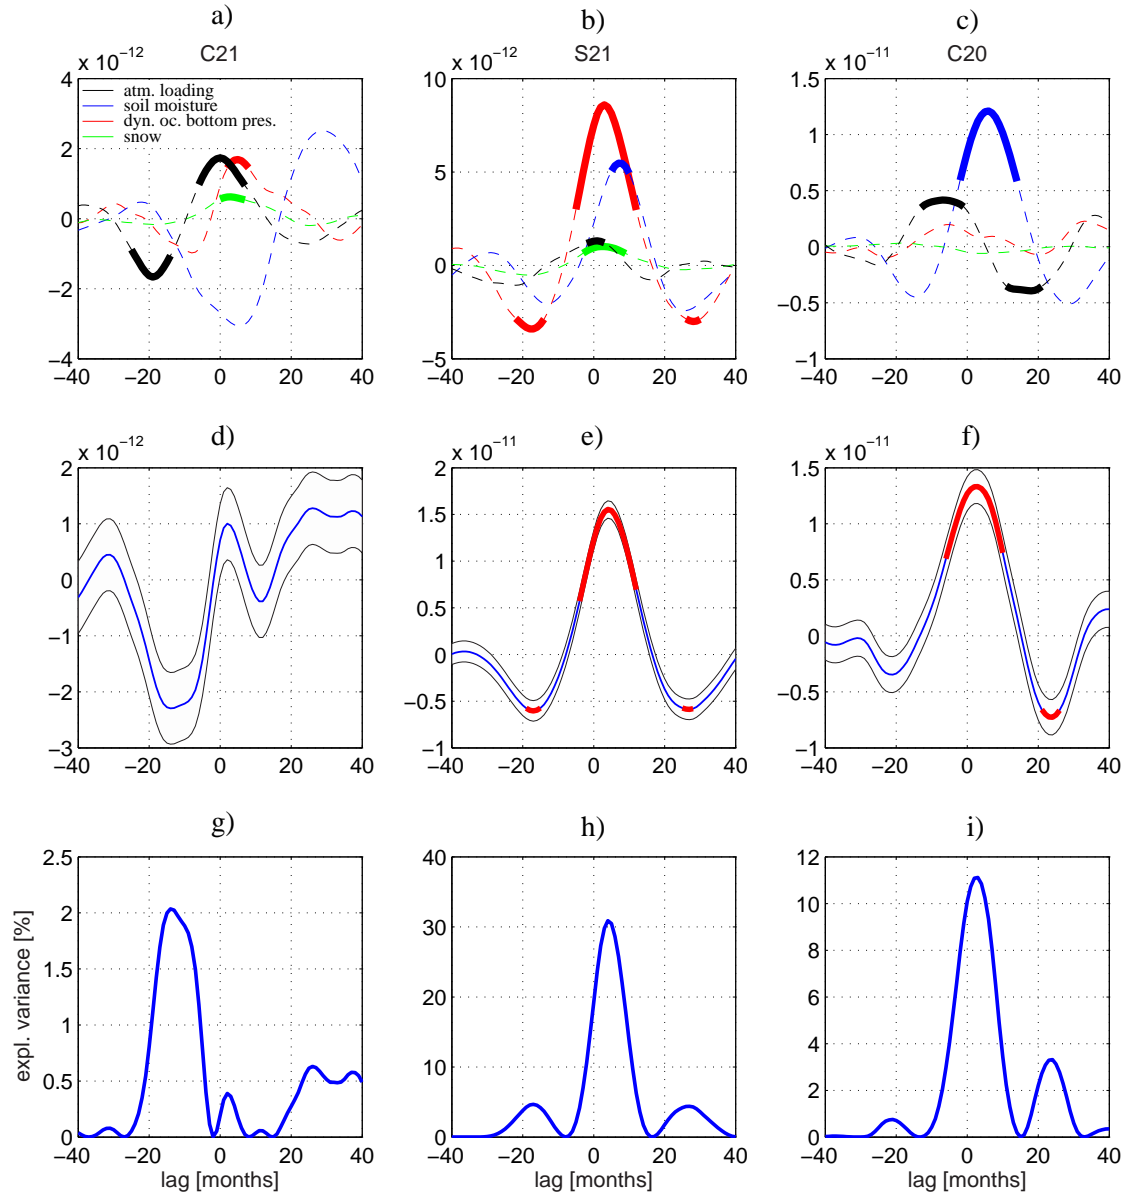 a)
b)
c)
x 10⁻¹² C21
x 10⁻¹² S21
x 10⁻¹¹ C20
4
2
0
−2
−4
atm. loading
soil moisture
dyn. oc. bottom pres.
snow
−40 −20 0 20 40
10
5
0
−5
−40 −20 0 20 40
1.5
1
0.5
0
−0.5
−1
−40 −20 0 20 40
d)
e)
f)
x 10⁻¹²
2
1
0
−1
−2
−3
−40 −20 0 20 40
x 10⁻¹¹
2
1.5
1
0.5
0
−0.5
−1
−40 −20 0 20 40
x 10⁻¹¹
1.5
1
0.5
0
−0.5
−1
−40 −20 0 20 40
g)
h)
i)
expl. variance [%]
2.5
2
1.5
1
0.5
0
−40 −20 0 20 40
lag [months]
40
30
20
10
0
−40 −20 0 20 40
lag [months]
12
10
8
6
4
2
0
−40 −20 0 20 40
lag [months]